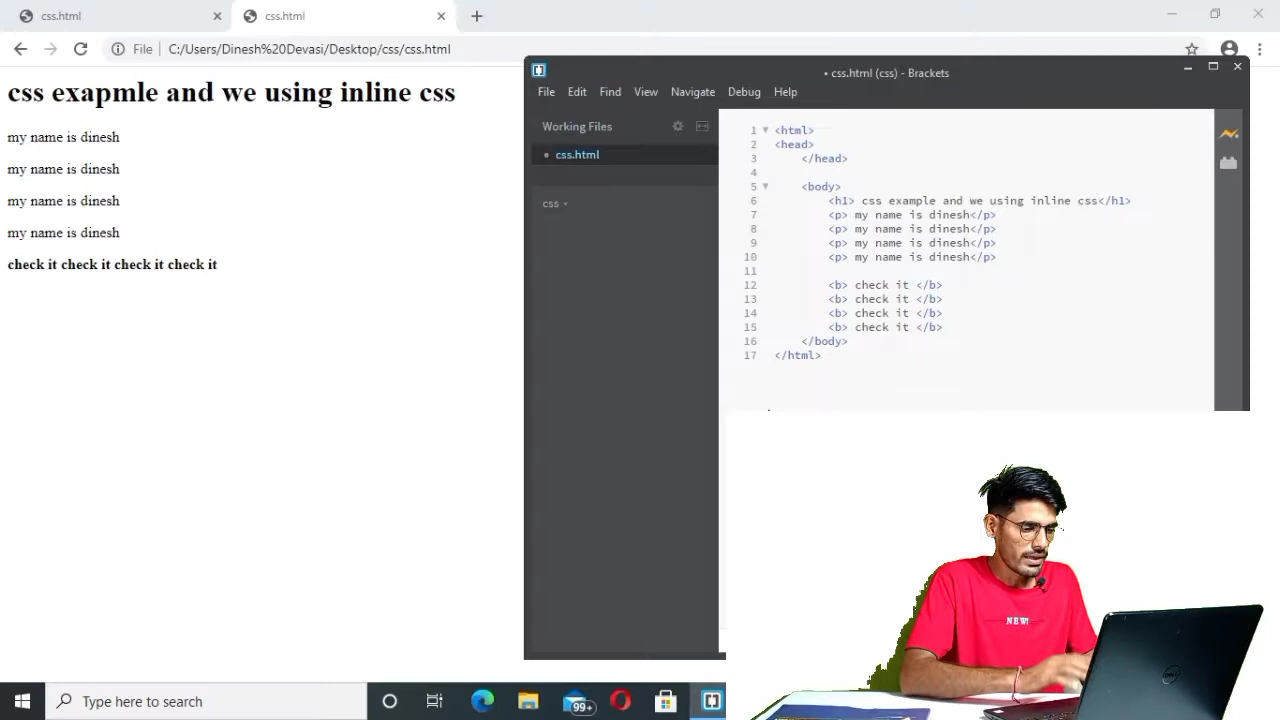 css.html
css.html
File
C:/Users/Dinesh%20Devasi/Desktop/css/css.html
css exapmle and we using inline css
my name is dinesh
my name is dinesh
my name is dinesh
my name is dinesh
check it check it check it check it
• css.html (css) - Brackets
File Edit Find View Navigate Debug Help
Working Files
• css.html
css
1 <html>
2 <head>
3 </head>
4
5 <body>
6 <h1> css example and we using inline css</h1>
7 <p> my name is dinesh</p>
8 <p> my name is dinesh</p>
9 <p> my name is dinesh</p>
10 <p> my name is dinesh</p>
11
12 <b> check it </b>
13 <b> check it </b>
14 <b> check it </b>
15 <b> check it </b>
16 </body>
17 </html>
NEW!
DELL
Type here to search
99+